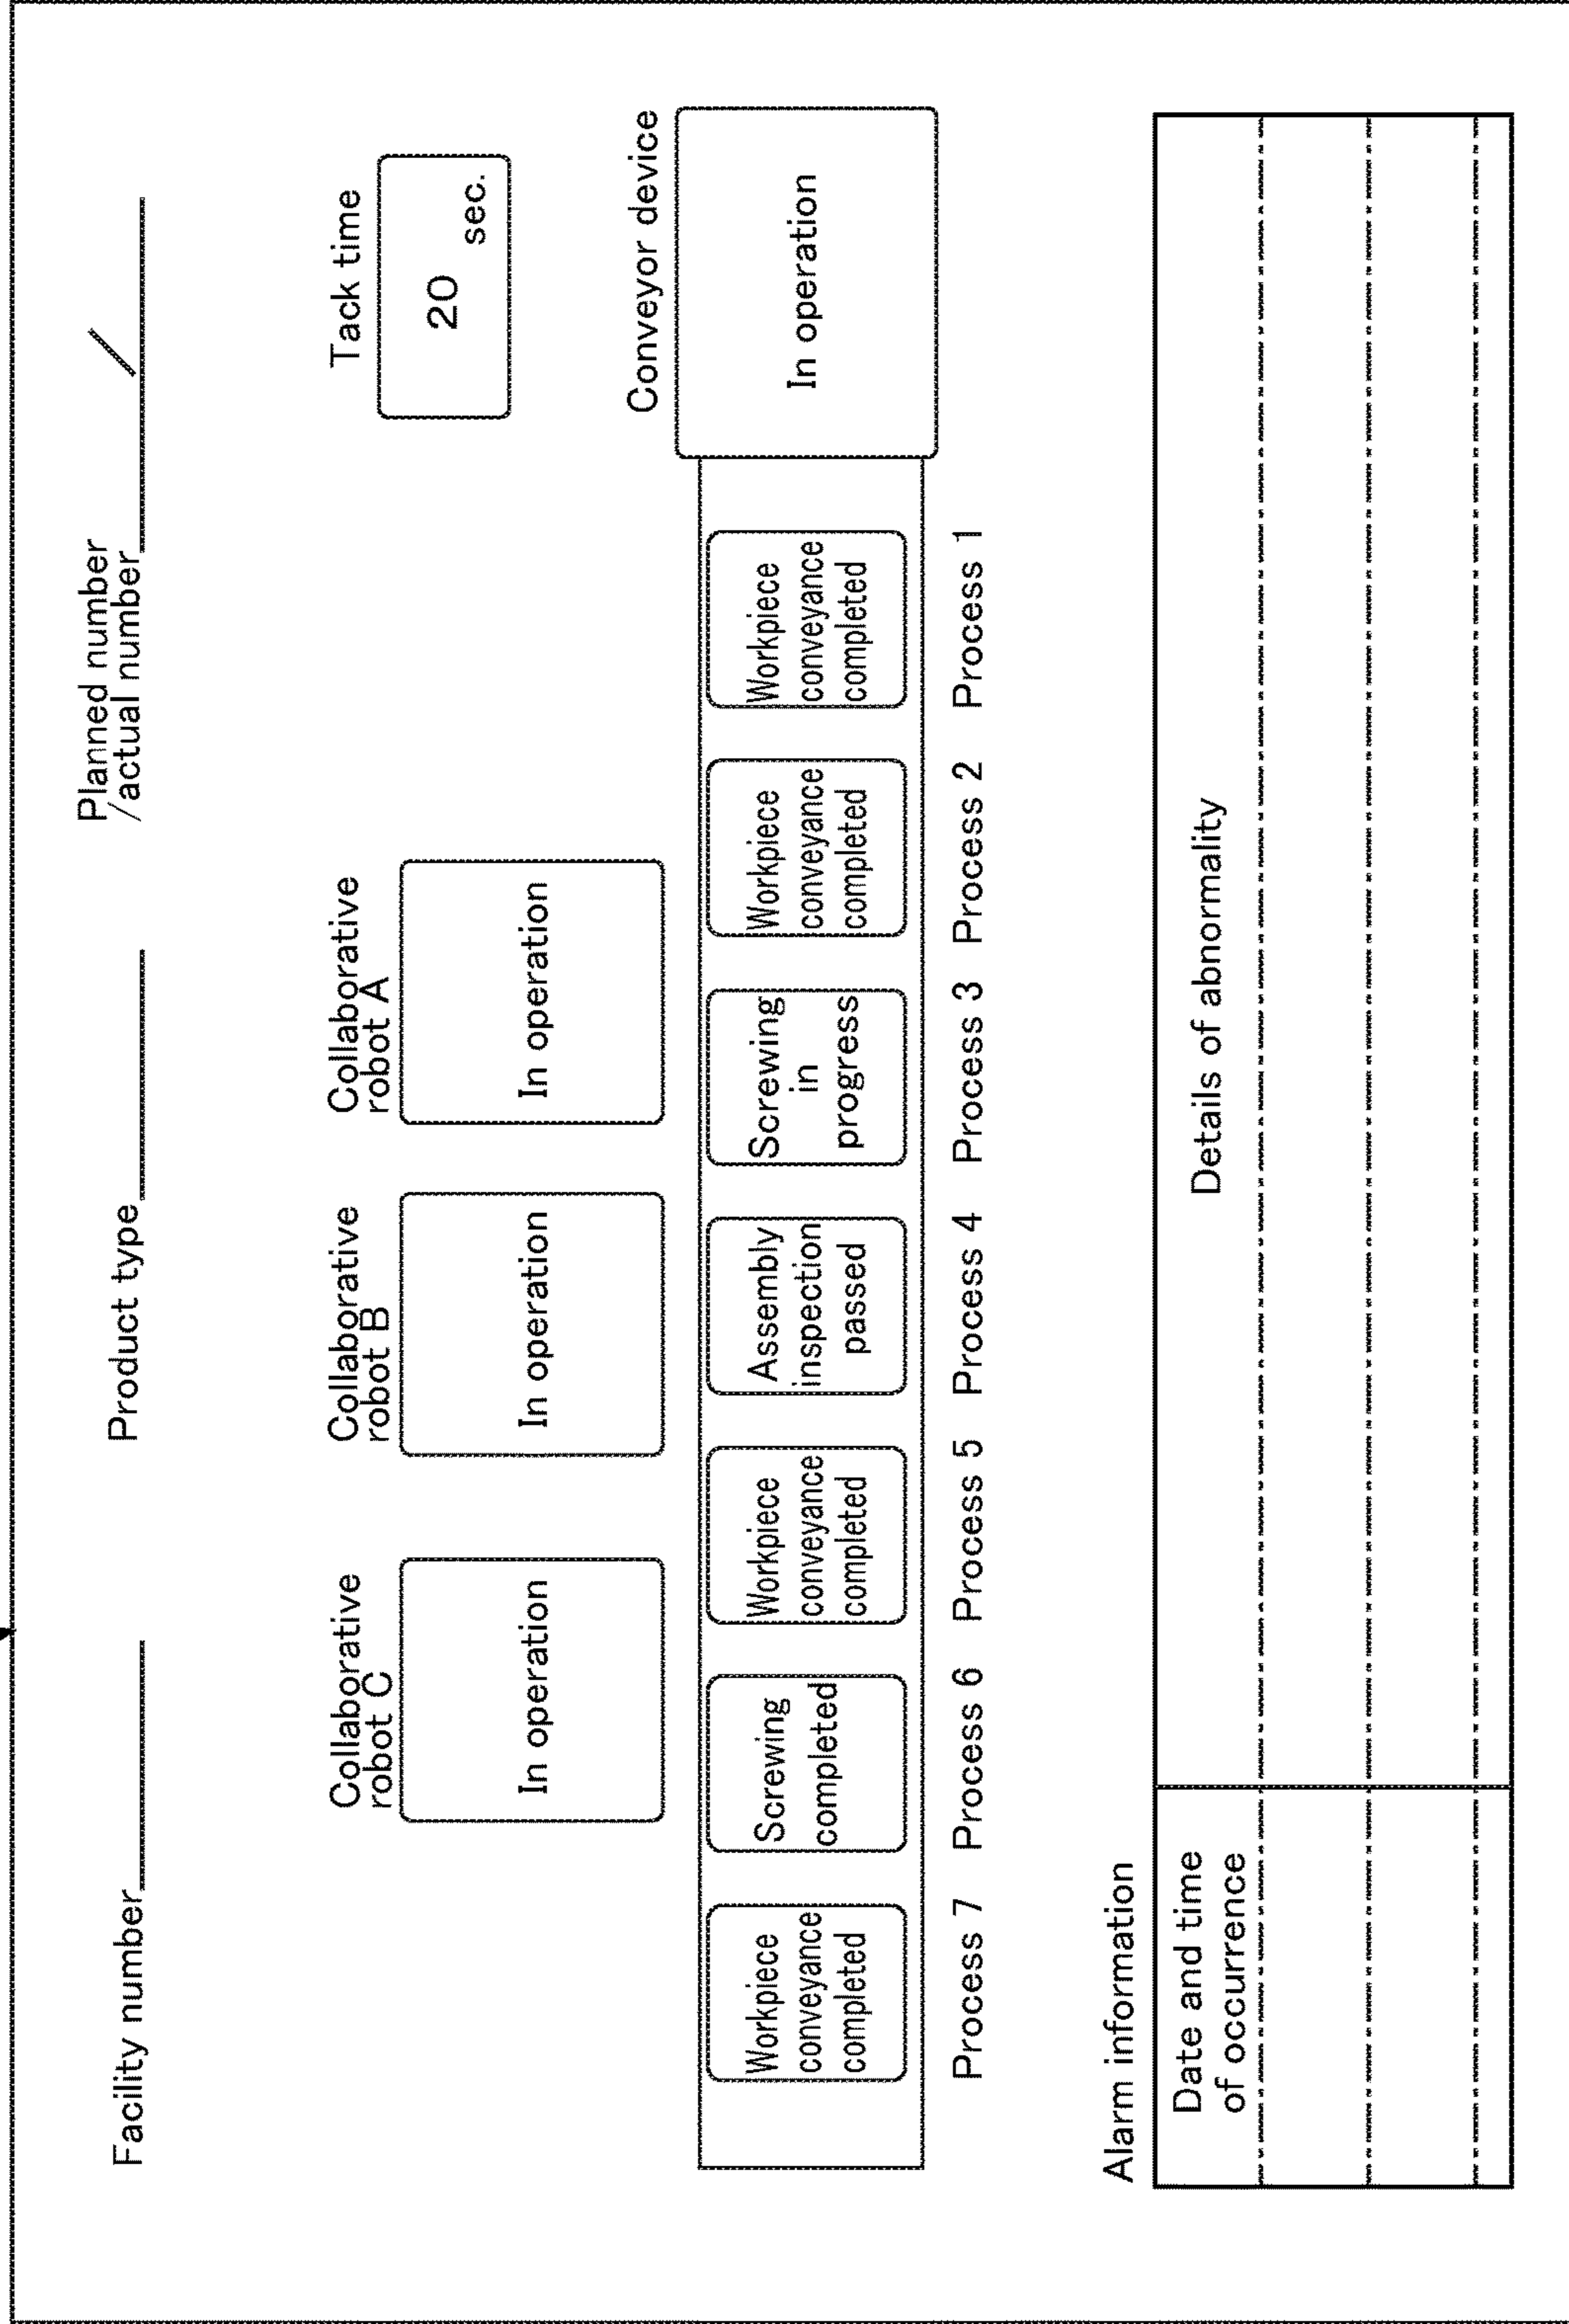 Facility number
Product type
Planned number
/actual number
/
Collaborative
robot C
Collaborative
robot B
Collaborative
robot A
Tack time
In operation
In operation
In operation
20 sec.
Conveyor device
In operation
Workpiece
conveyance
completed
Screwing
completed
Workpiece
conveyance
completed
Assembly
inspection
passed
Screwing
in
progress
Workpiece
conveyance
completed
Workpiece
conveyance
completed
Process 7
Process 6
Process 5
Process 4
Process 3
Process 2
Process 1
Alarm information
Date and time
of occurrence
Details of abnormality